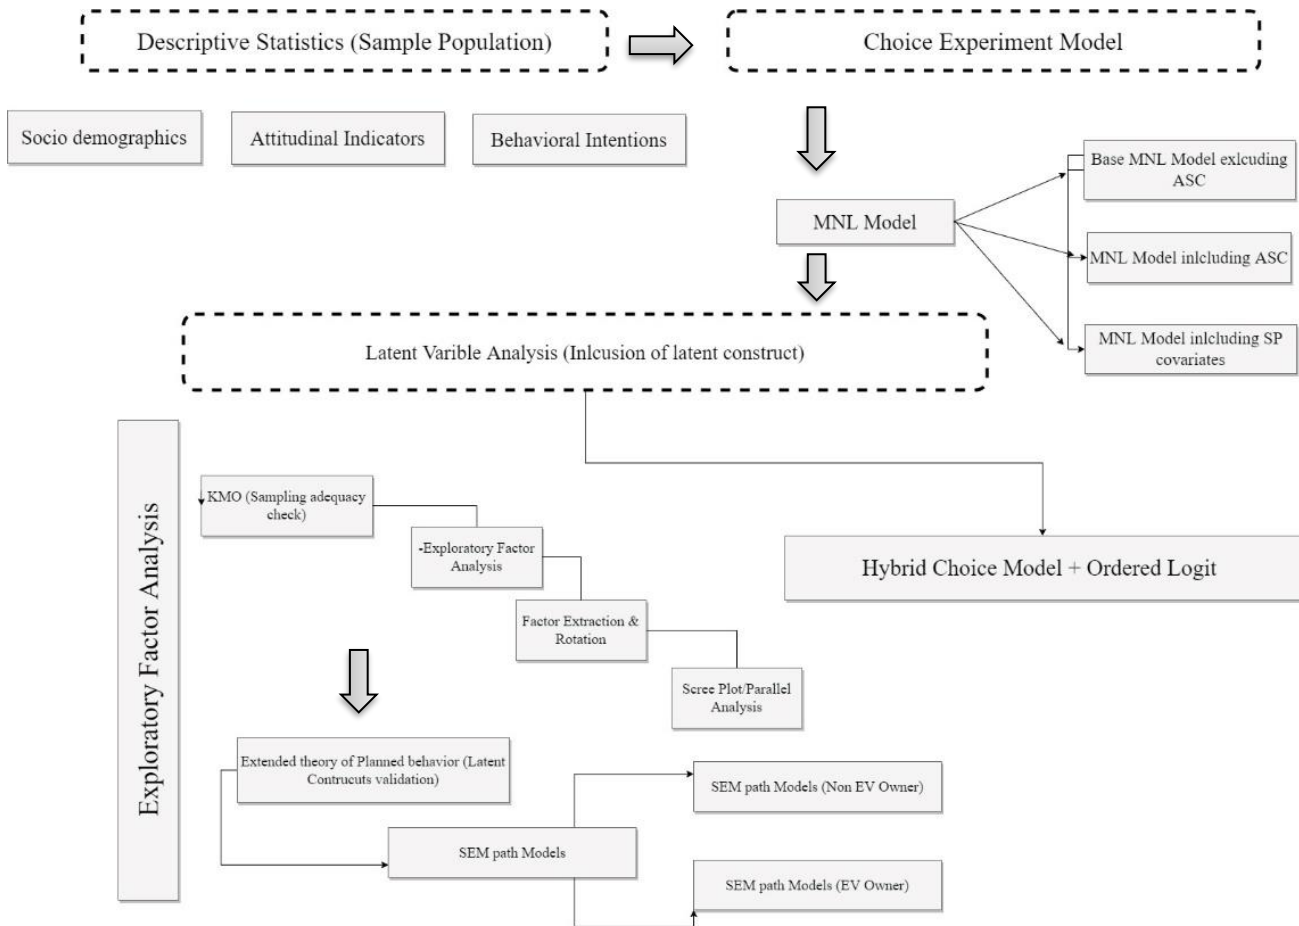 Descriptive Statistics (Sample Population)
Choice Experiment Model
Socio demographics
Attitudinal Indicators
Behavioral Intentions
Base MNL Model exlcuding
ASC
MNL Model
MNL Model inlcluding ASC
MNL Model inlcluding SP
covariates
Latent Varible Analysis (Inlcusion of latent construct)
Exploratory Factor Analysis
KMO (Sampling adequacy
check)
-Exploratory Factor
Analysis
Hybrid Choice Model + Ordered Logit
Factor Extraction &
Rotation
Scree Plot/Parallel
Analysis
Extended theory of Planned behavior (Latent
Contrucuts validation)
SEM path Models (Non EV Owner)
SEM path Models
SEM path Models (EV Owner)